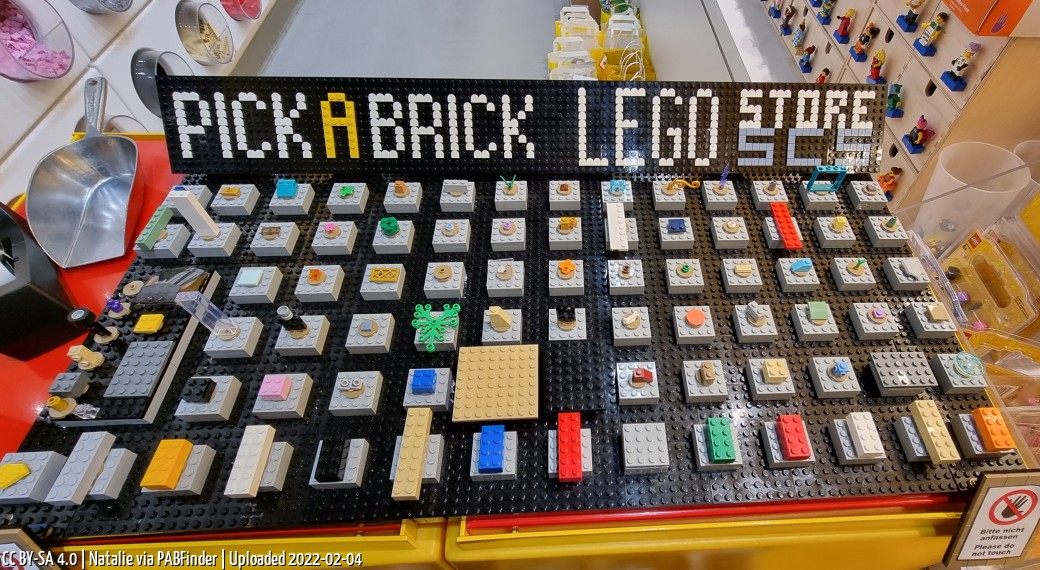 PICK A BRICK LEGO STORE
SCS
Bitte nicht
anfassen
Please do
not touch
CC BY-SA 4.0 | Natalie via PABFinder | Uploaded 2022-02-04